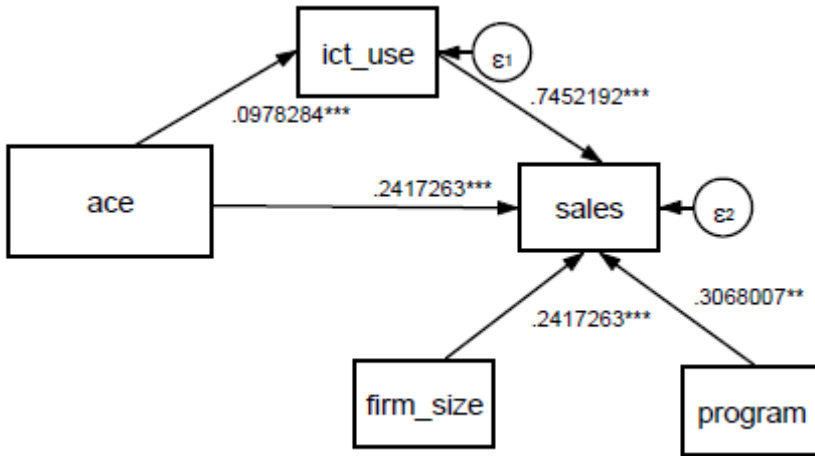 ict_use
ε1
.0978284***
.7452192***
ace
.2417263***
sales
ε2
.2417263***
.3068007**
firm_size
program